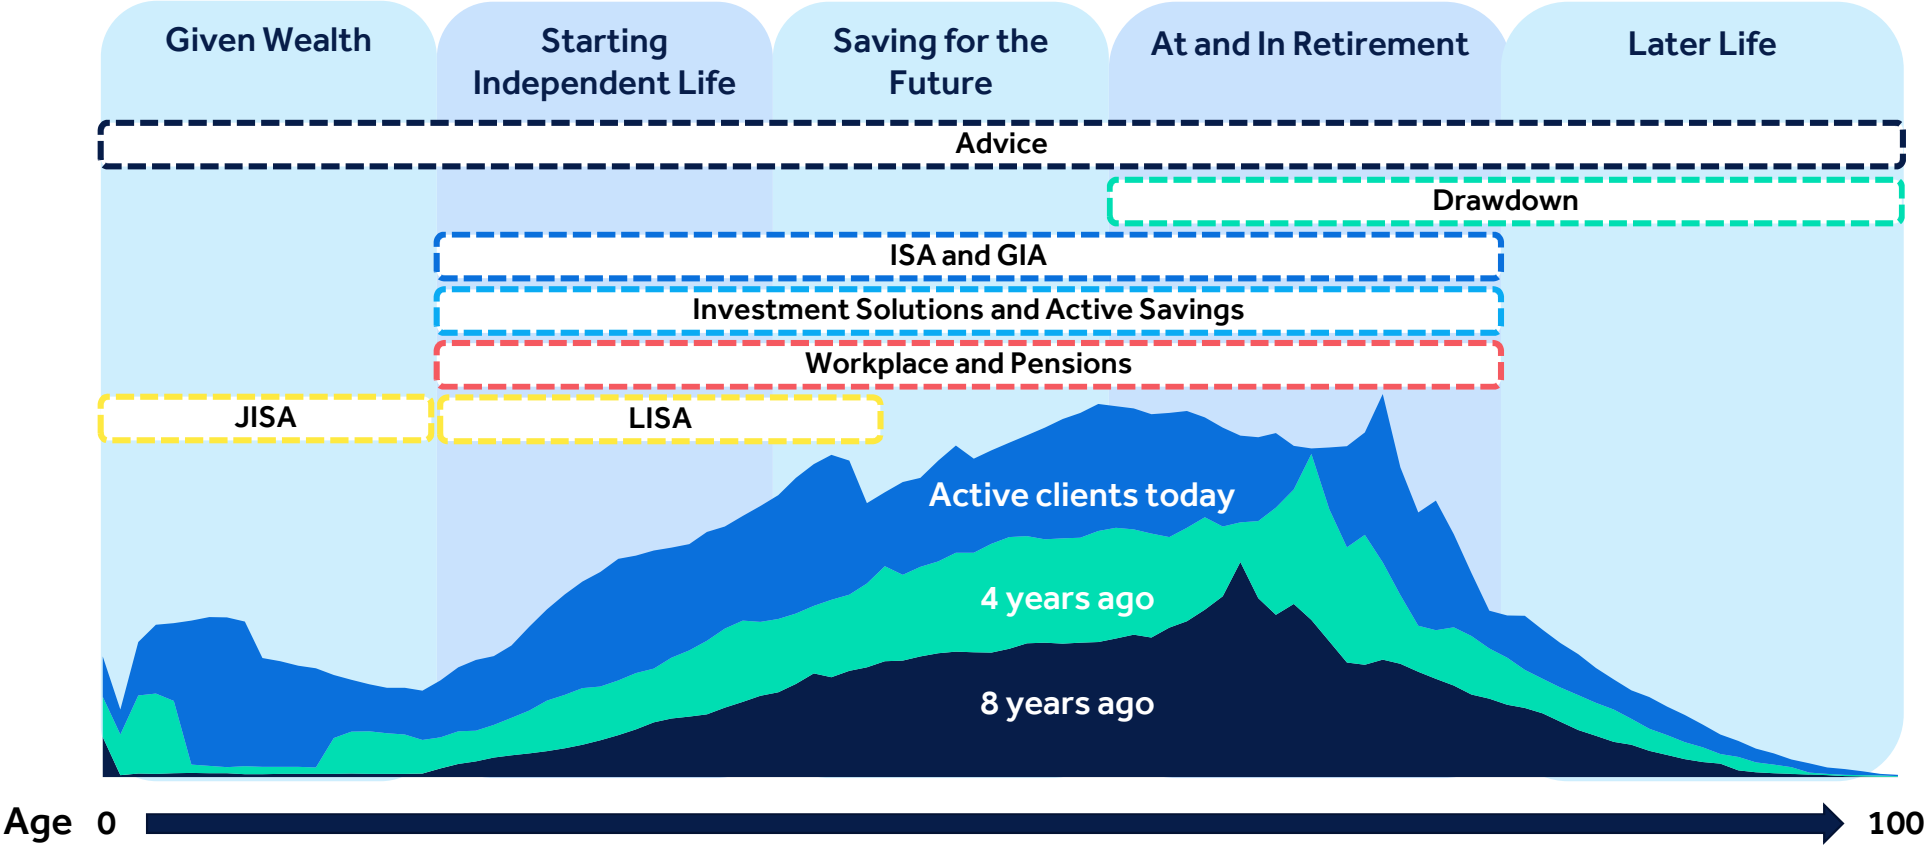 Given Wealth
Starting
Independent Life
Saving for the
Future
At and In Retirement
Later Life
Advice
Drawdown
ISA and GIA
Investment Solutions and Active Savings
Workplace and Pensions
JISA
LISA
Active clients today
4 years ago
8 years ago
Age 0
100